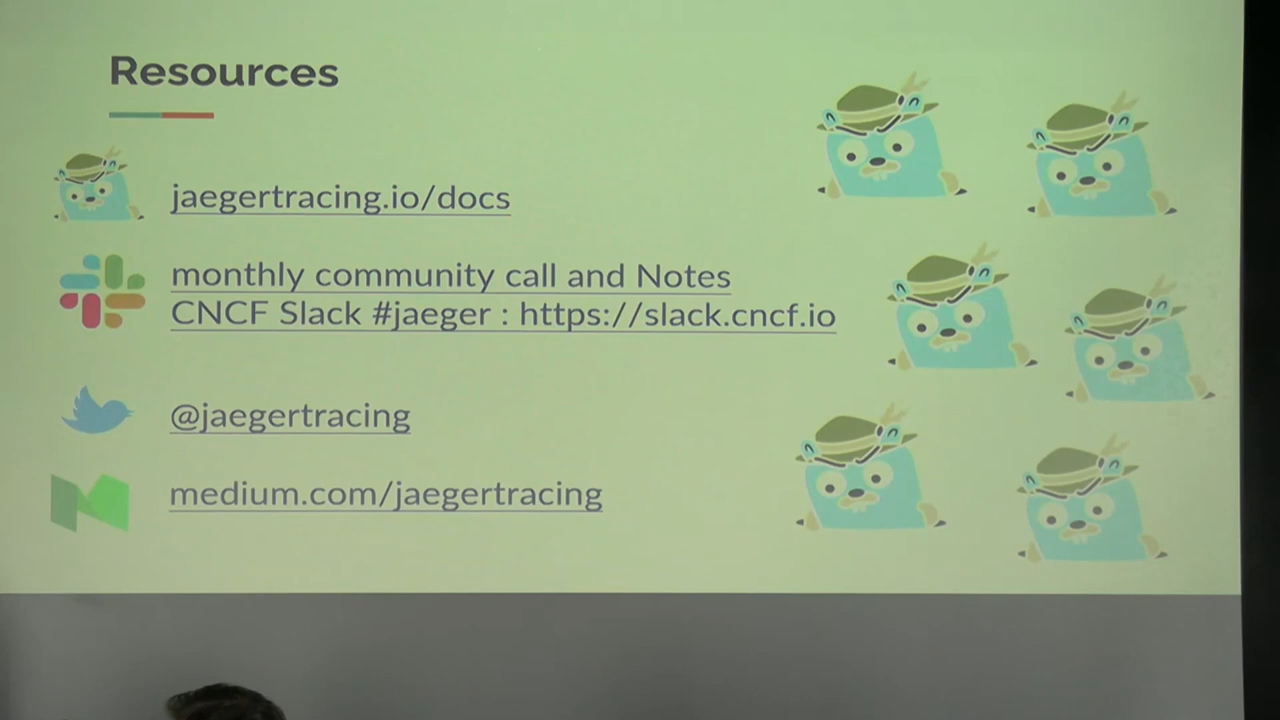 Resources
jaegertracing.io/docs
monthly community call and Notes
CNCF Slack #jaeger : https://slack.cncf.io
@jaegertracing
medium.com/jaegertracing